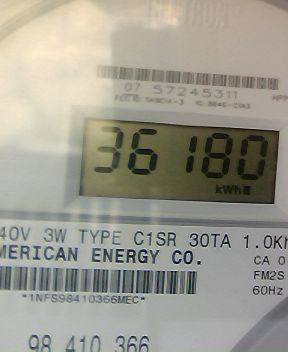 07 57245311
36180
kWh
40V 3W TYPE C1SR 30TA 1.0Kh
MERICAN ENERGY CO.
CA 0
FM2S
60Hz
*1NFS98410366MEC*
98 410 366